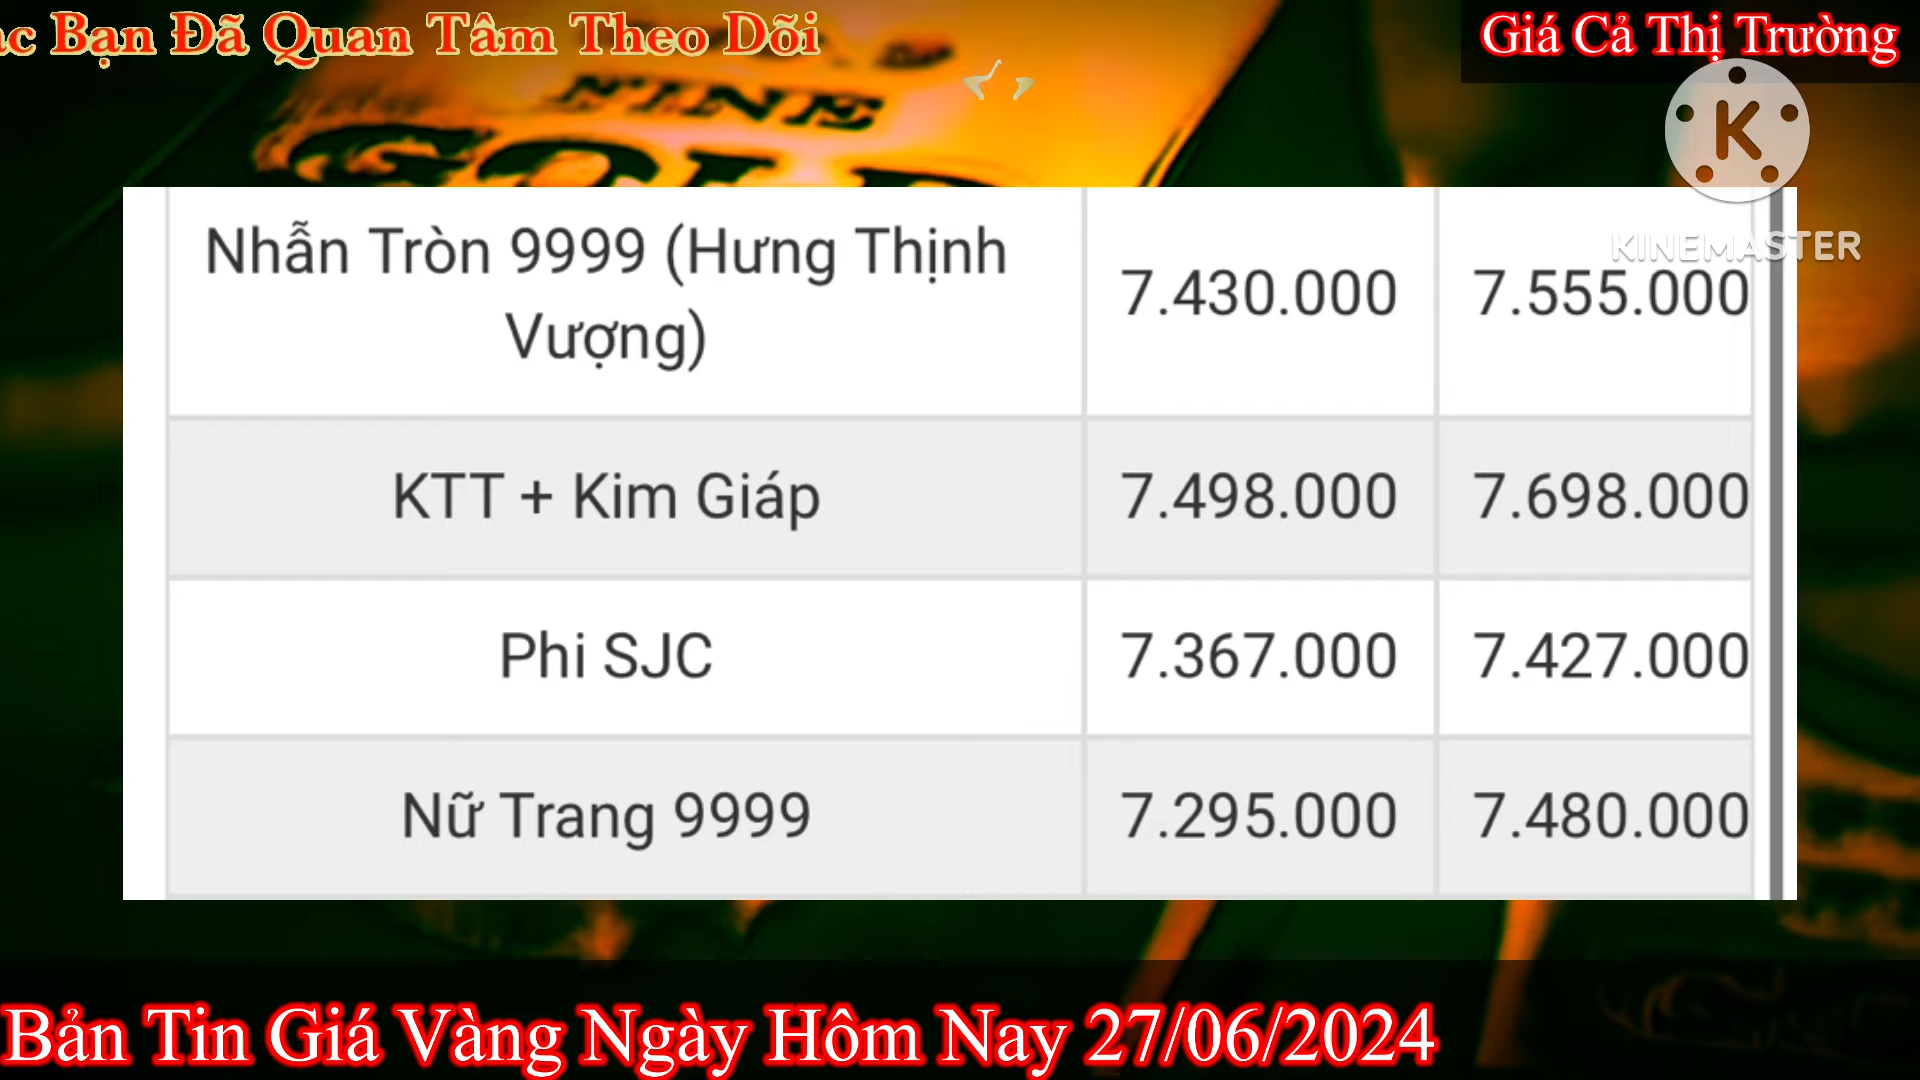 Bạn Đã Quan Tâm Theo Dõi
Giá Cả Thị Trường
FINE
GOLD
K
KINEMASTER
Nhẫn Tròn 9999 (Hưng Thịnh
Vượng)
7.430.000
7.555.000
KTT + Kim Giáp
7.498.000
7.698.000
Phi SJC
7.367.000
7.427.000
Nữ Trang 9999
7.295.000
7.480.000
Bản Tin Giá Vàng Ngày Hôm Nay 27/06/2024